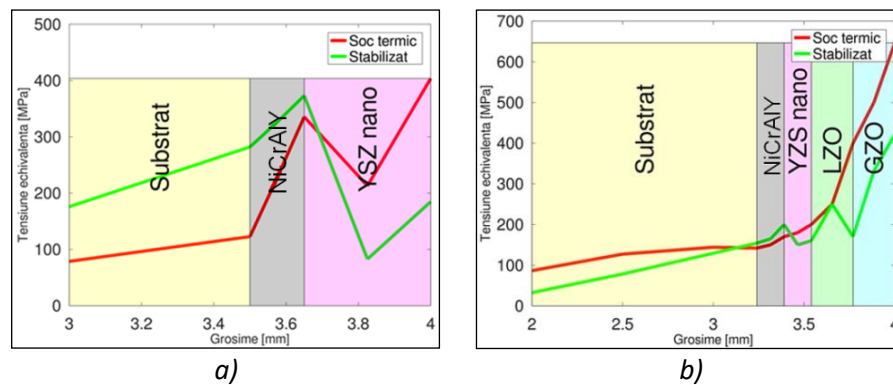 500
400
300
200
100
0
Tensiune echivalenta [MPa]
Substrat
NiCrAlY
YSZ nano
Soc termic
Stabilizat
3
3.2
3.4
3.6
3.8
4
Grosime [mm]
a)
700
600
500
400
300
200
100
0
Tensiune echivalenta [MPa]
Substrat
NiCrAlY
YZS nano
LZO
GZO
Soc termic
Stabilizat
2
2.5
3
3.5
4
Grosime [mm]
b)